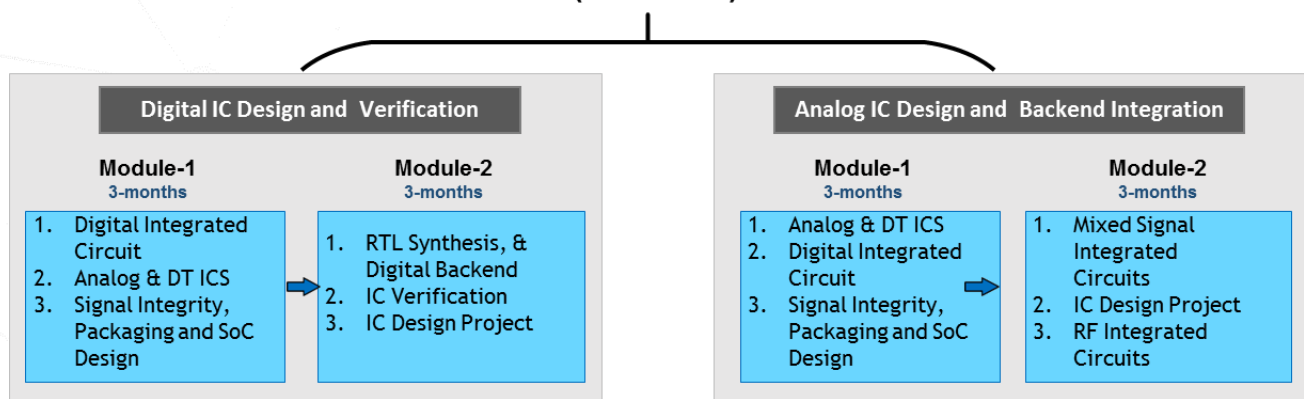 Digital IC Design and Verification
Module-1
3-months
1. Digital Integrated
Circuit
2. Analog & DT ICS
3. Signal Integrity,
Packaging and SoC
Design
Module-2
3-months
1. RTL Synthesis, &
Digital Backend
2. IC Verification
3. IC Design Project
Analog IC Design and Backend Integration
Module-1
3-months
1. Analog & DT ICS
2. Digital Integrated
Circuit
3. Signal Integrity,
Packaging and SoC
Design
Module-2
3-months
1. Mixed Signal
Integrated
Circuits
2. IC Design Project
3. RF Integrated
Circuits